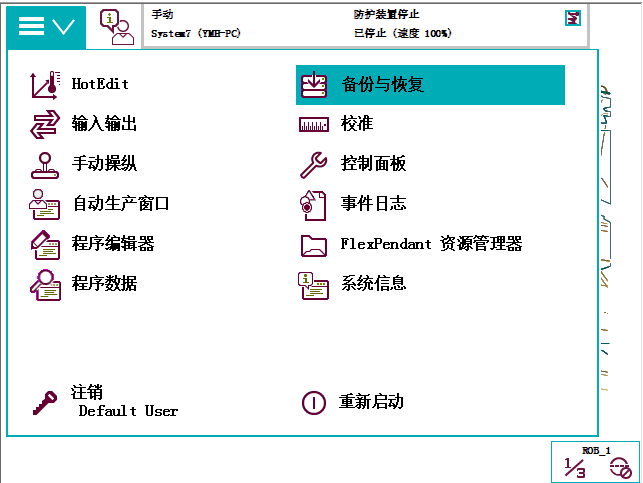 手动
防护装置停止
System7 (YMH-PC)
已停止 (速度 100%)
HotEdit
备份与恢复
输入输出
校准
手动操纵
控制面板
自动生产窗口
事件日志
程序编辑器
FlexPendant 资源管理器
程序数据
系统信息
注销
Default User
重新启动
ROB_1
1/3